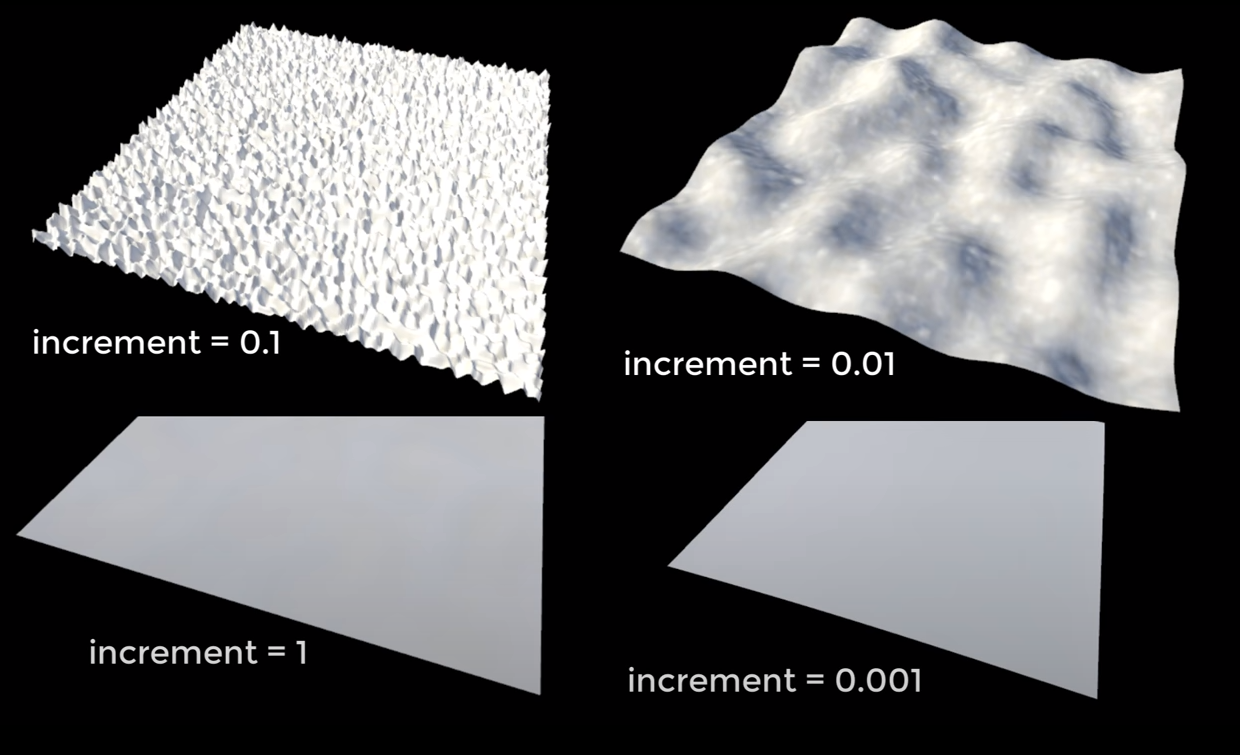 increment = 0.1
increment = 0.01
increment = 1
increment = 0.001